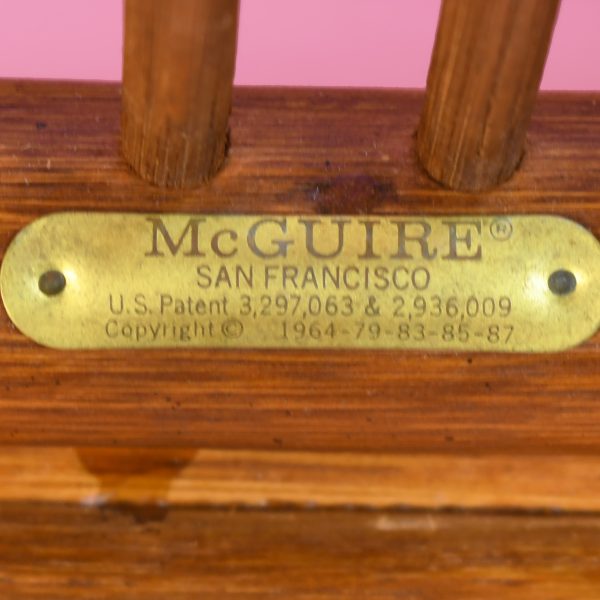 McGUIRE®
SAN FRANCISCO
U.S. Patent 3,297,063 & 2,936,009
Copyright © 1964-79-83-85-87